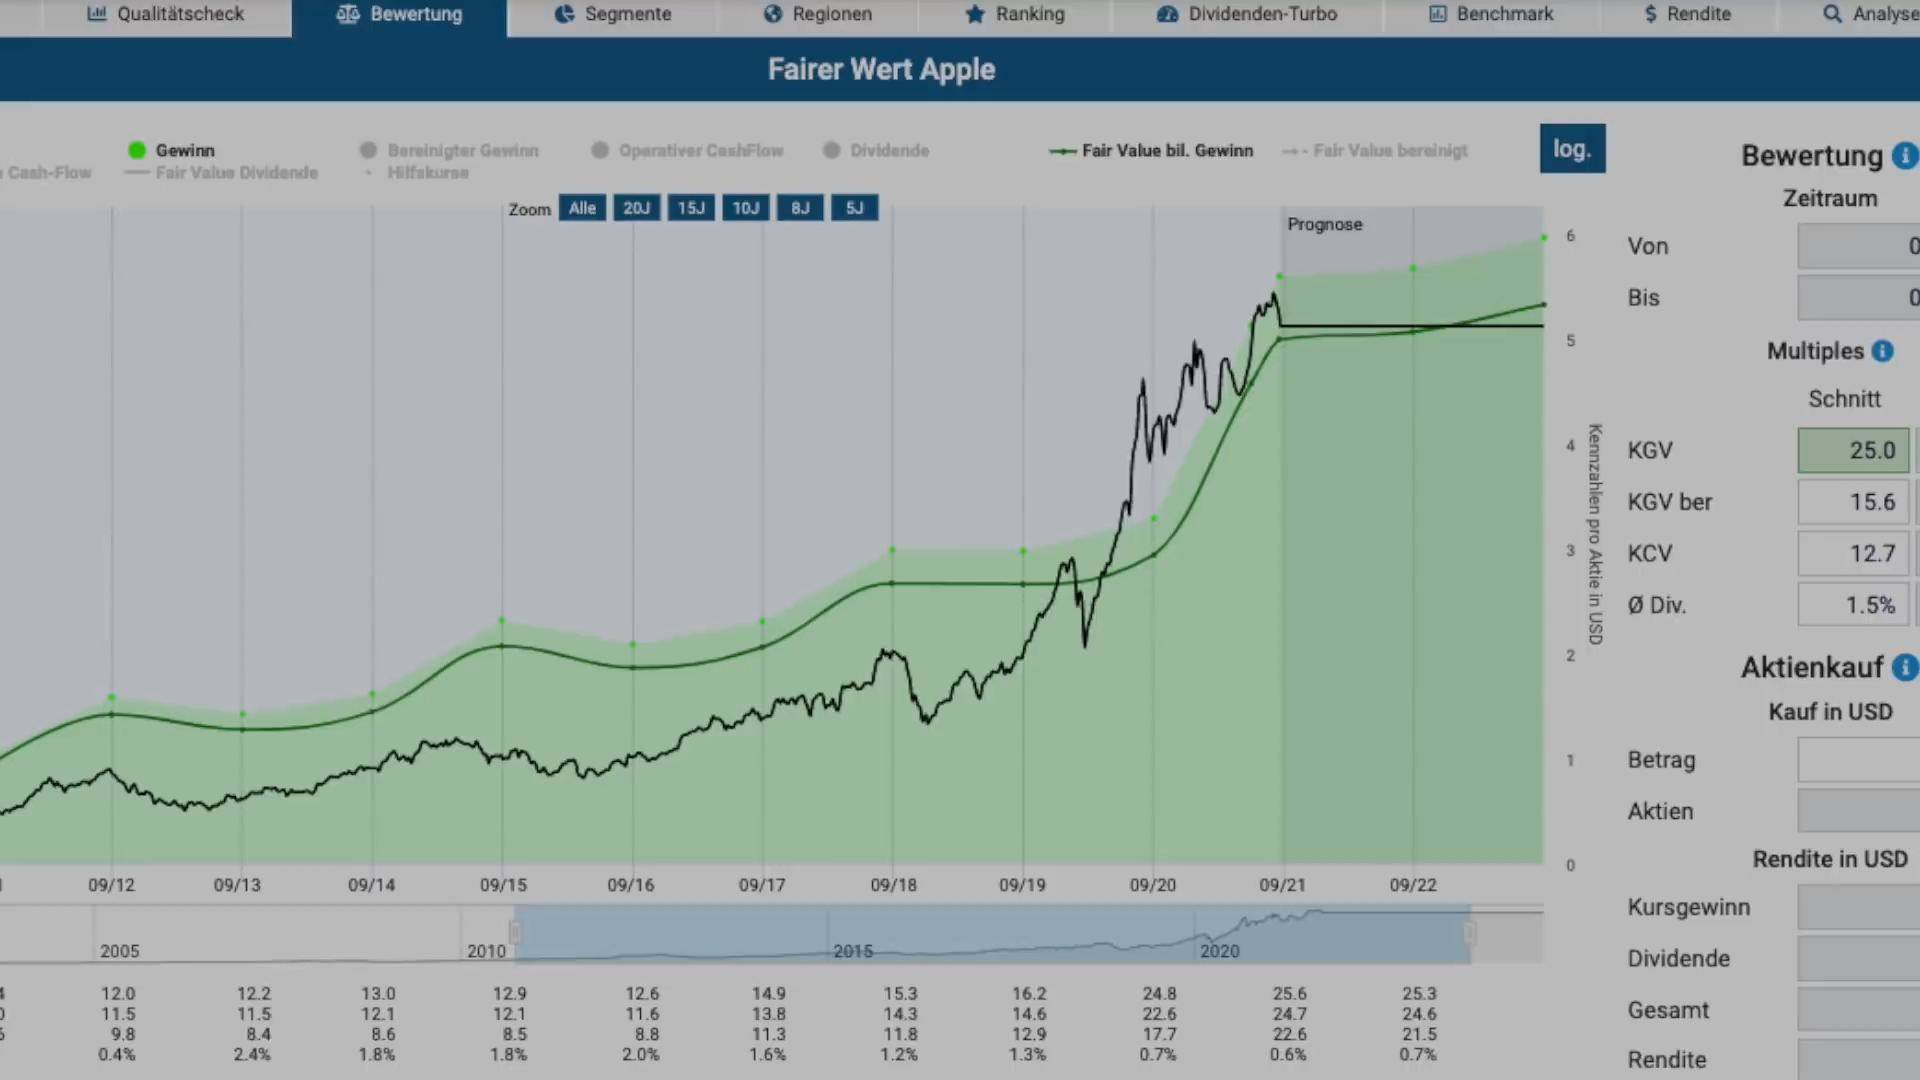 Qualitätscheck
Bewertung
Segmente
Regionen
Ranking
Dividenden-Turbo
Benchmark
Rendite
Analyse
Fairer Wert Apple
Gewinn
Bereinigter Gewinn
Operativer CashFlow
Dividende
Fair Value bil. Gewinn
Fair Value bereinigt
Cash-Flow
Fair Value Dividende
Hilfskurse
log.
Zoom Alle 20J 15J 10J 8J 5J
Prognose
6
5
4
3
2
1
0
Kennzahlen pro Aktie in USD
09/12 09/13 09/14 09/15 09/16 09/17 09/18 09/19 09/20 09/21 09/22
2005 2010 2015 2020
12.0 12.2 13.0 12.9 12.6 14.9 15.3 16.2 24.8 25.6 25.3
11.5 11.5 12.1 12.1 11.6 13.8 14.3 14.6 22.6 24.7 24.6
9.8 8.4 8.6 8.5 8.8 11.3 11.8 12.9 17.7 22.6 21.5
0.4% 2.4% 1.8% 1.8% 2.0% 1.6% 1.2% 1.3% 0.7% 0.6% 0.7%
Bewertung i
Zeitraum
Von 0
Bis 0
Multiples i
Schnitt
KGV 25.0
KGV ber 15.6
KCV 12.7
Ø Div. 1.5%
Aktienkauf i
Kauf in USD
Betrag
Aktien
Rendite in USD
Kursgewinn
Dividende
Gesamt
Rendite